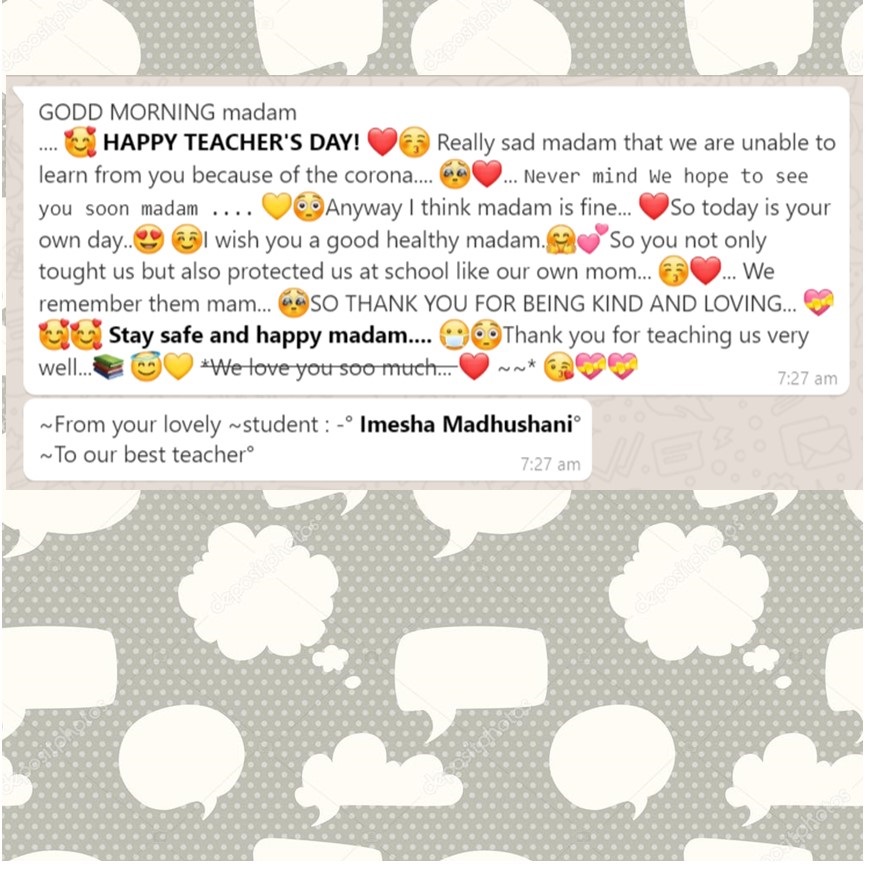 GODD MORNING madam
.... 🥰 HAPPY TEACHER'S DAY! ❤️😚 Really sad madam that we are unable to
learn from you because of the corona.... 🥺❤️... Never mind We hope to see
you soon madam .... 💛😳Anyway I think madam is fine... ❤️So today is your
own day..😍 😊I wish you a good healthy madam.🤗💕So you not only
tought us but also protected us at school like our own mom... 😚❤️... We
remember them mam... 🥺SO THANK YOU FOR BEING KIND AND LOVING... 💝
🥰🥰 Stay safe and happy madam.... 😷😳Thank you for teaching us very
well...📚 😇💛 *We love you soo much...❤️ ~~* 😘💝💝
7:27 am
~From your lovely ~student : -° Imesha Madhushani°
~To our best teacher°
7:27 am
depositphotos
depositphotos
depositphotos
depositphotos
depositphotos
depositphotos